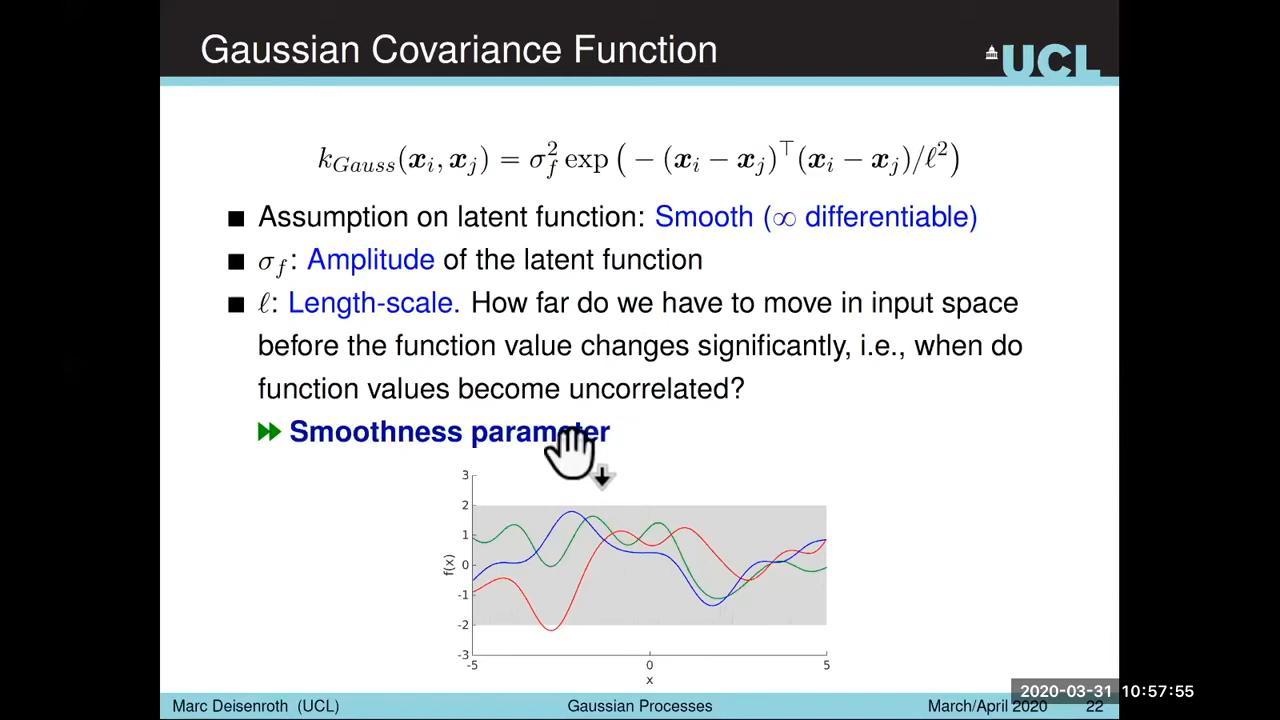 Gaussian Covariance Function
UCL
k_Gauss(x_i, x_j) = σ_f^2 exp ( − (x_i − x_j)^⊤(x_i − x_j)/ℓ^2 )
■ Assumption on latent function: Smooth (∞ differentiable)
■ σ_f: Amplitude of the latent function
■ ℓ: Length-scale. How far do we have to move in input space
before the function value changes significantly, i.e., when do
function values become uncorrelated?
Smoothness parameter
3
2
1
0
-1
-2
-3
f(x)
-5 0 5
x
2020-03-31 10:57:55
Marc Deisenroth (UCL) Gaussian Processes March/April 2020 22